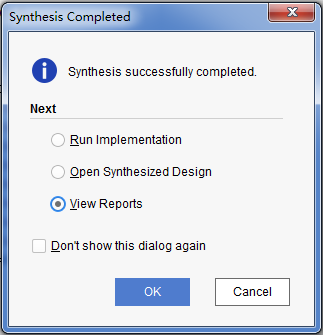 Synthesis Completed
Synthesis successfully completed.
Next
Run Implementation
Open Synthesized Design
View Reports
Don't show this dialog again
OK
Cancel